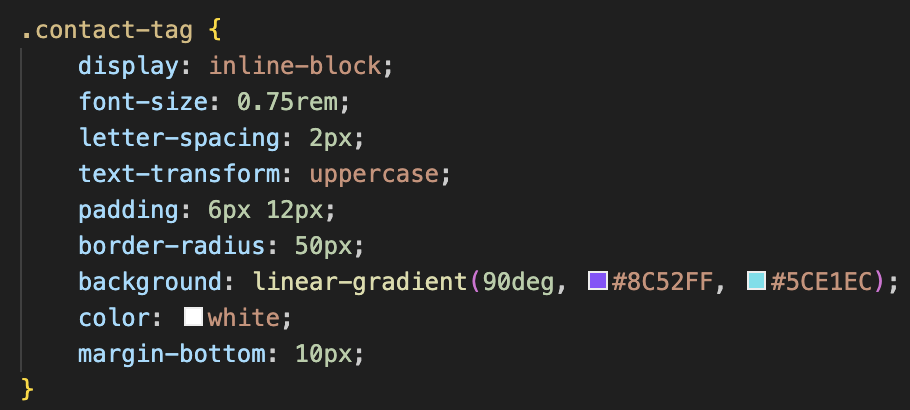 .contact-tag {
    display: inline-block;
    font-size: 0.75rem;
    letter-spacing: 2px;
    text-transform: uppercase;
    padding: 6px 12px;
    border-radius: 50px;
    background: linear-gradient(90deg, #8C52FF, #5CE1EC);
    color: white;
    margin-bottom: 10px;
}